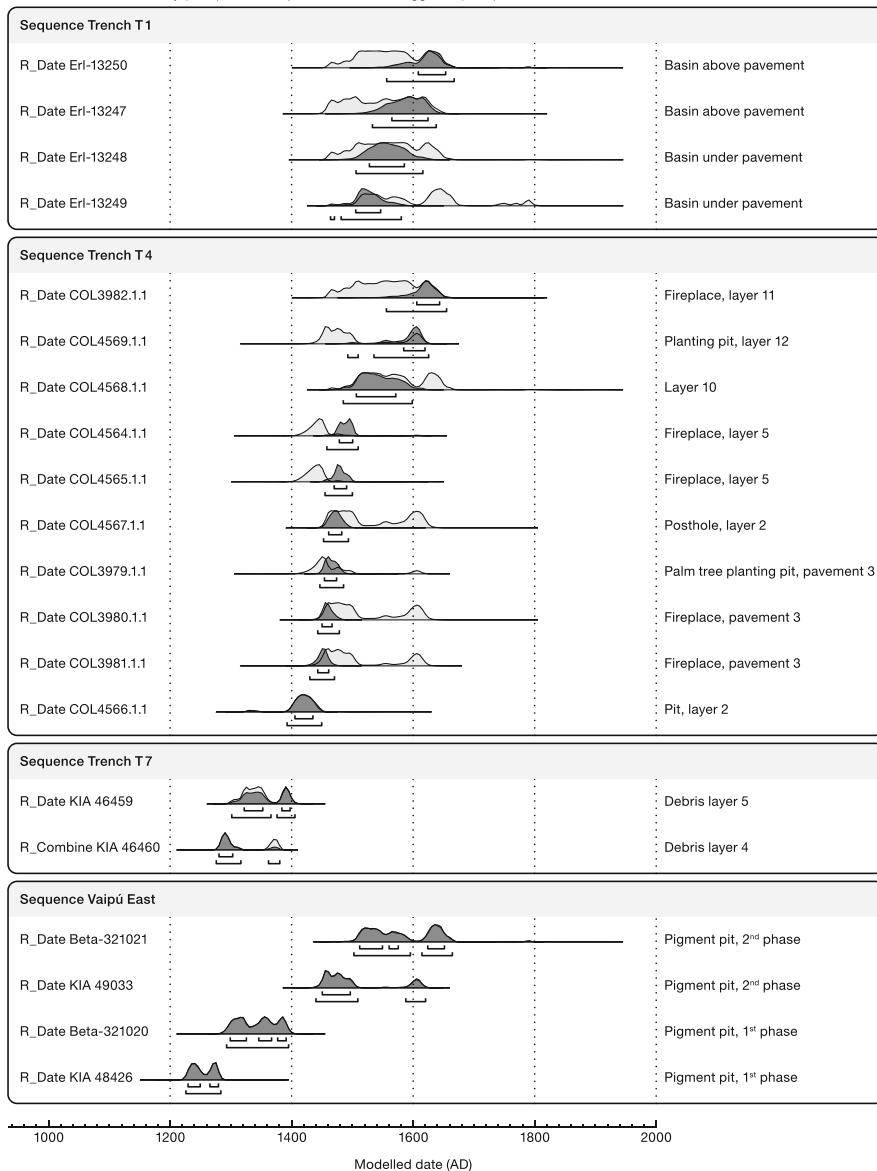 Sequence Trench T1
R_Date Erl-13250 Basin above pavement
R_Date Erl-13247 Basin above pavement
R_Date Erl-13248 Basin under pavement
R_Date Erl-13249 Basin under pavement
Sequence Trench T4
R_Date COL3982.1.1 Fireplace, layer 11
R_Date COL4569.1.1 Planting pit, layer 12
R_Date COL4568.1.1 Layer 10
R_Date COL4564.1.1 Fireplace, layer 5
R_Date COL4565.1.1 Fireplace, layer 5
R_Date COL4567.1.1 Posthole, layer 2
R_Date COL3979.1.1 Palm tree planting pit, pavement 3
R_Date COL3980.1.1 Fireplace, pavement 3
R_Date COL3981.1.1 Fireplace, pavement 3
R_Date COL4566.1.1 Pit, layer 2
Sequence Trench T7
R_Date KIA 46459 Debris layer 5
R_Combine KIA 46460 Debris layer 4
Sequence Vaipú East
R_Date Beta-321021 Pigment pit, 2nd phase
R_Date KIA 49033 Pigment pit, 2nd phase
R_Date Beta-321020 Pigment pit, 1st phase
R_Date KIA 48426 Pigment pit, 1st phase
1000 1200 1400 1600 1800 2000
Modelled date (AD)